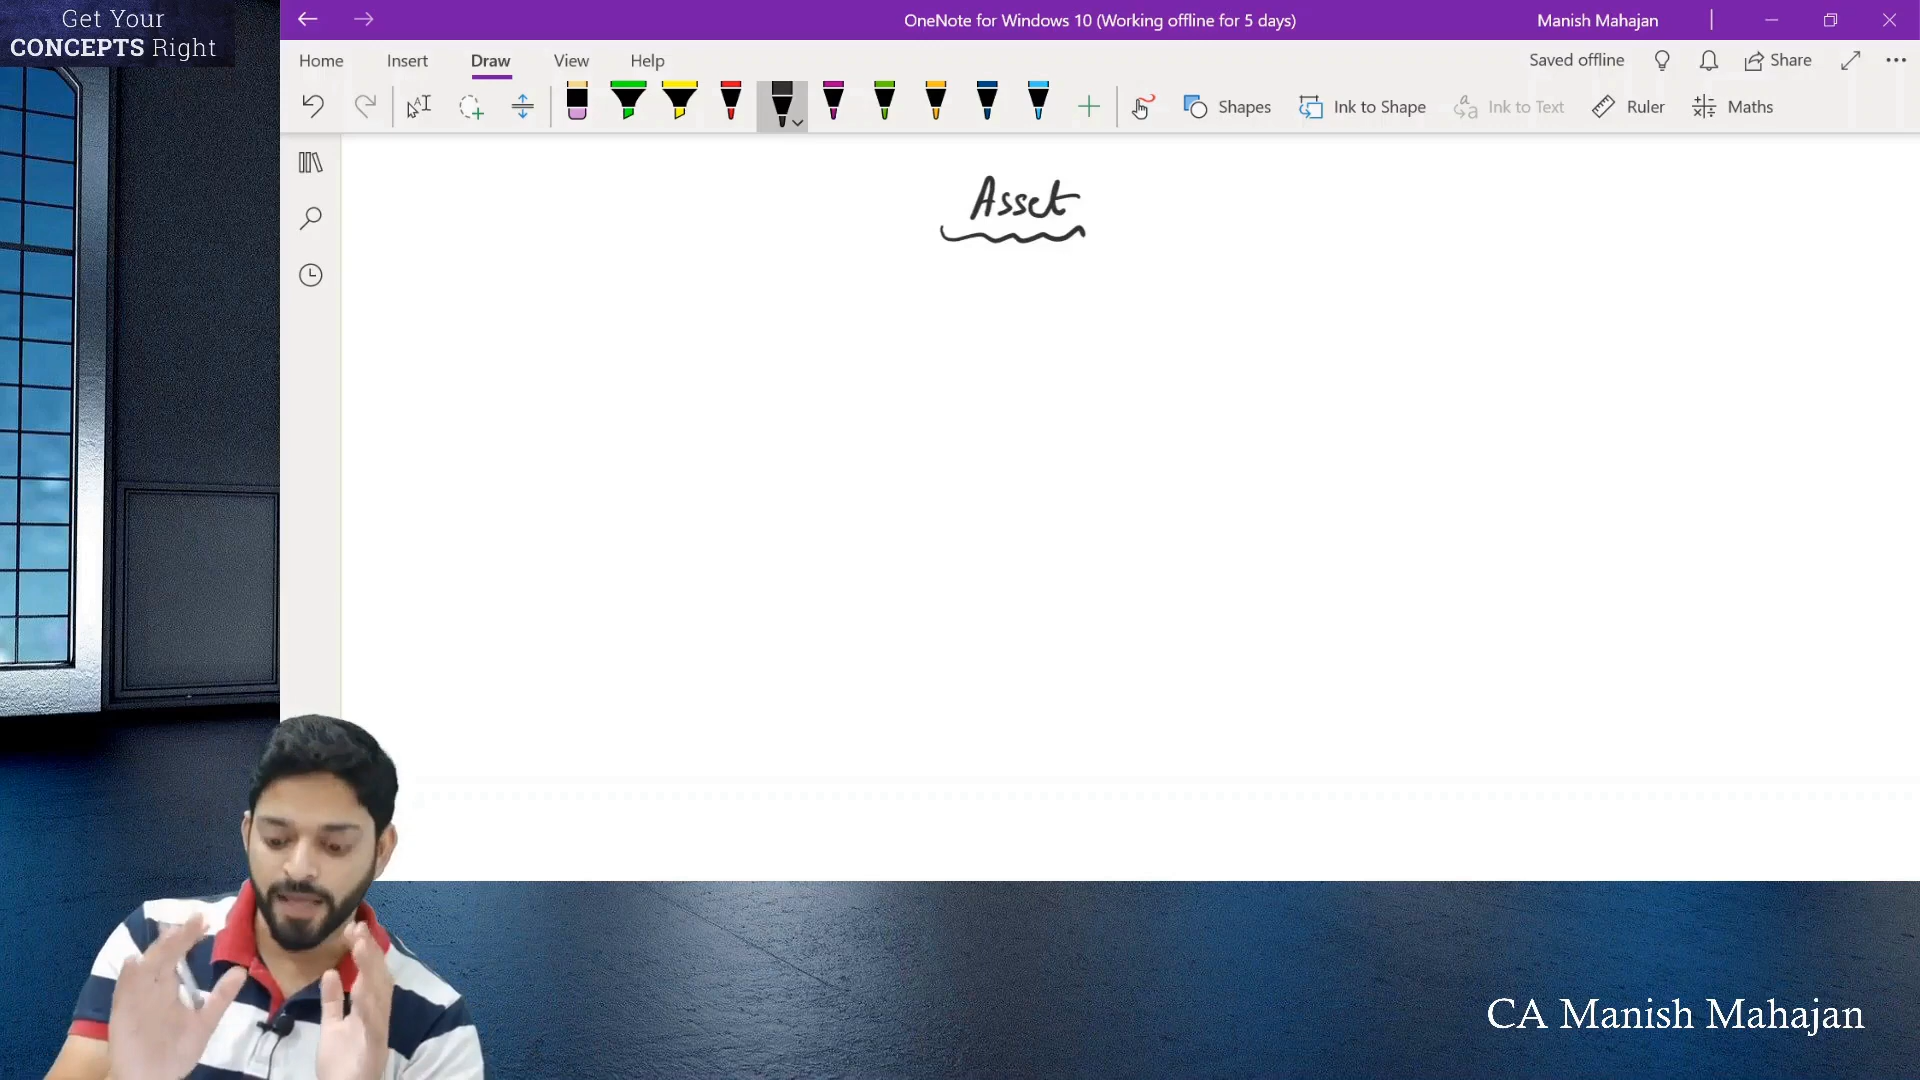 Get Your
CONCEPTS Right
OneNote for Windows 10 (Working offline for 5 days)
Manish Mahajan
Home Insert Draw View Help
Saved offline
Share
Shapes
Ink to Shape
Ink to Text
Ruler
Maths
Asset
CA Manish Mahajan